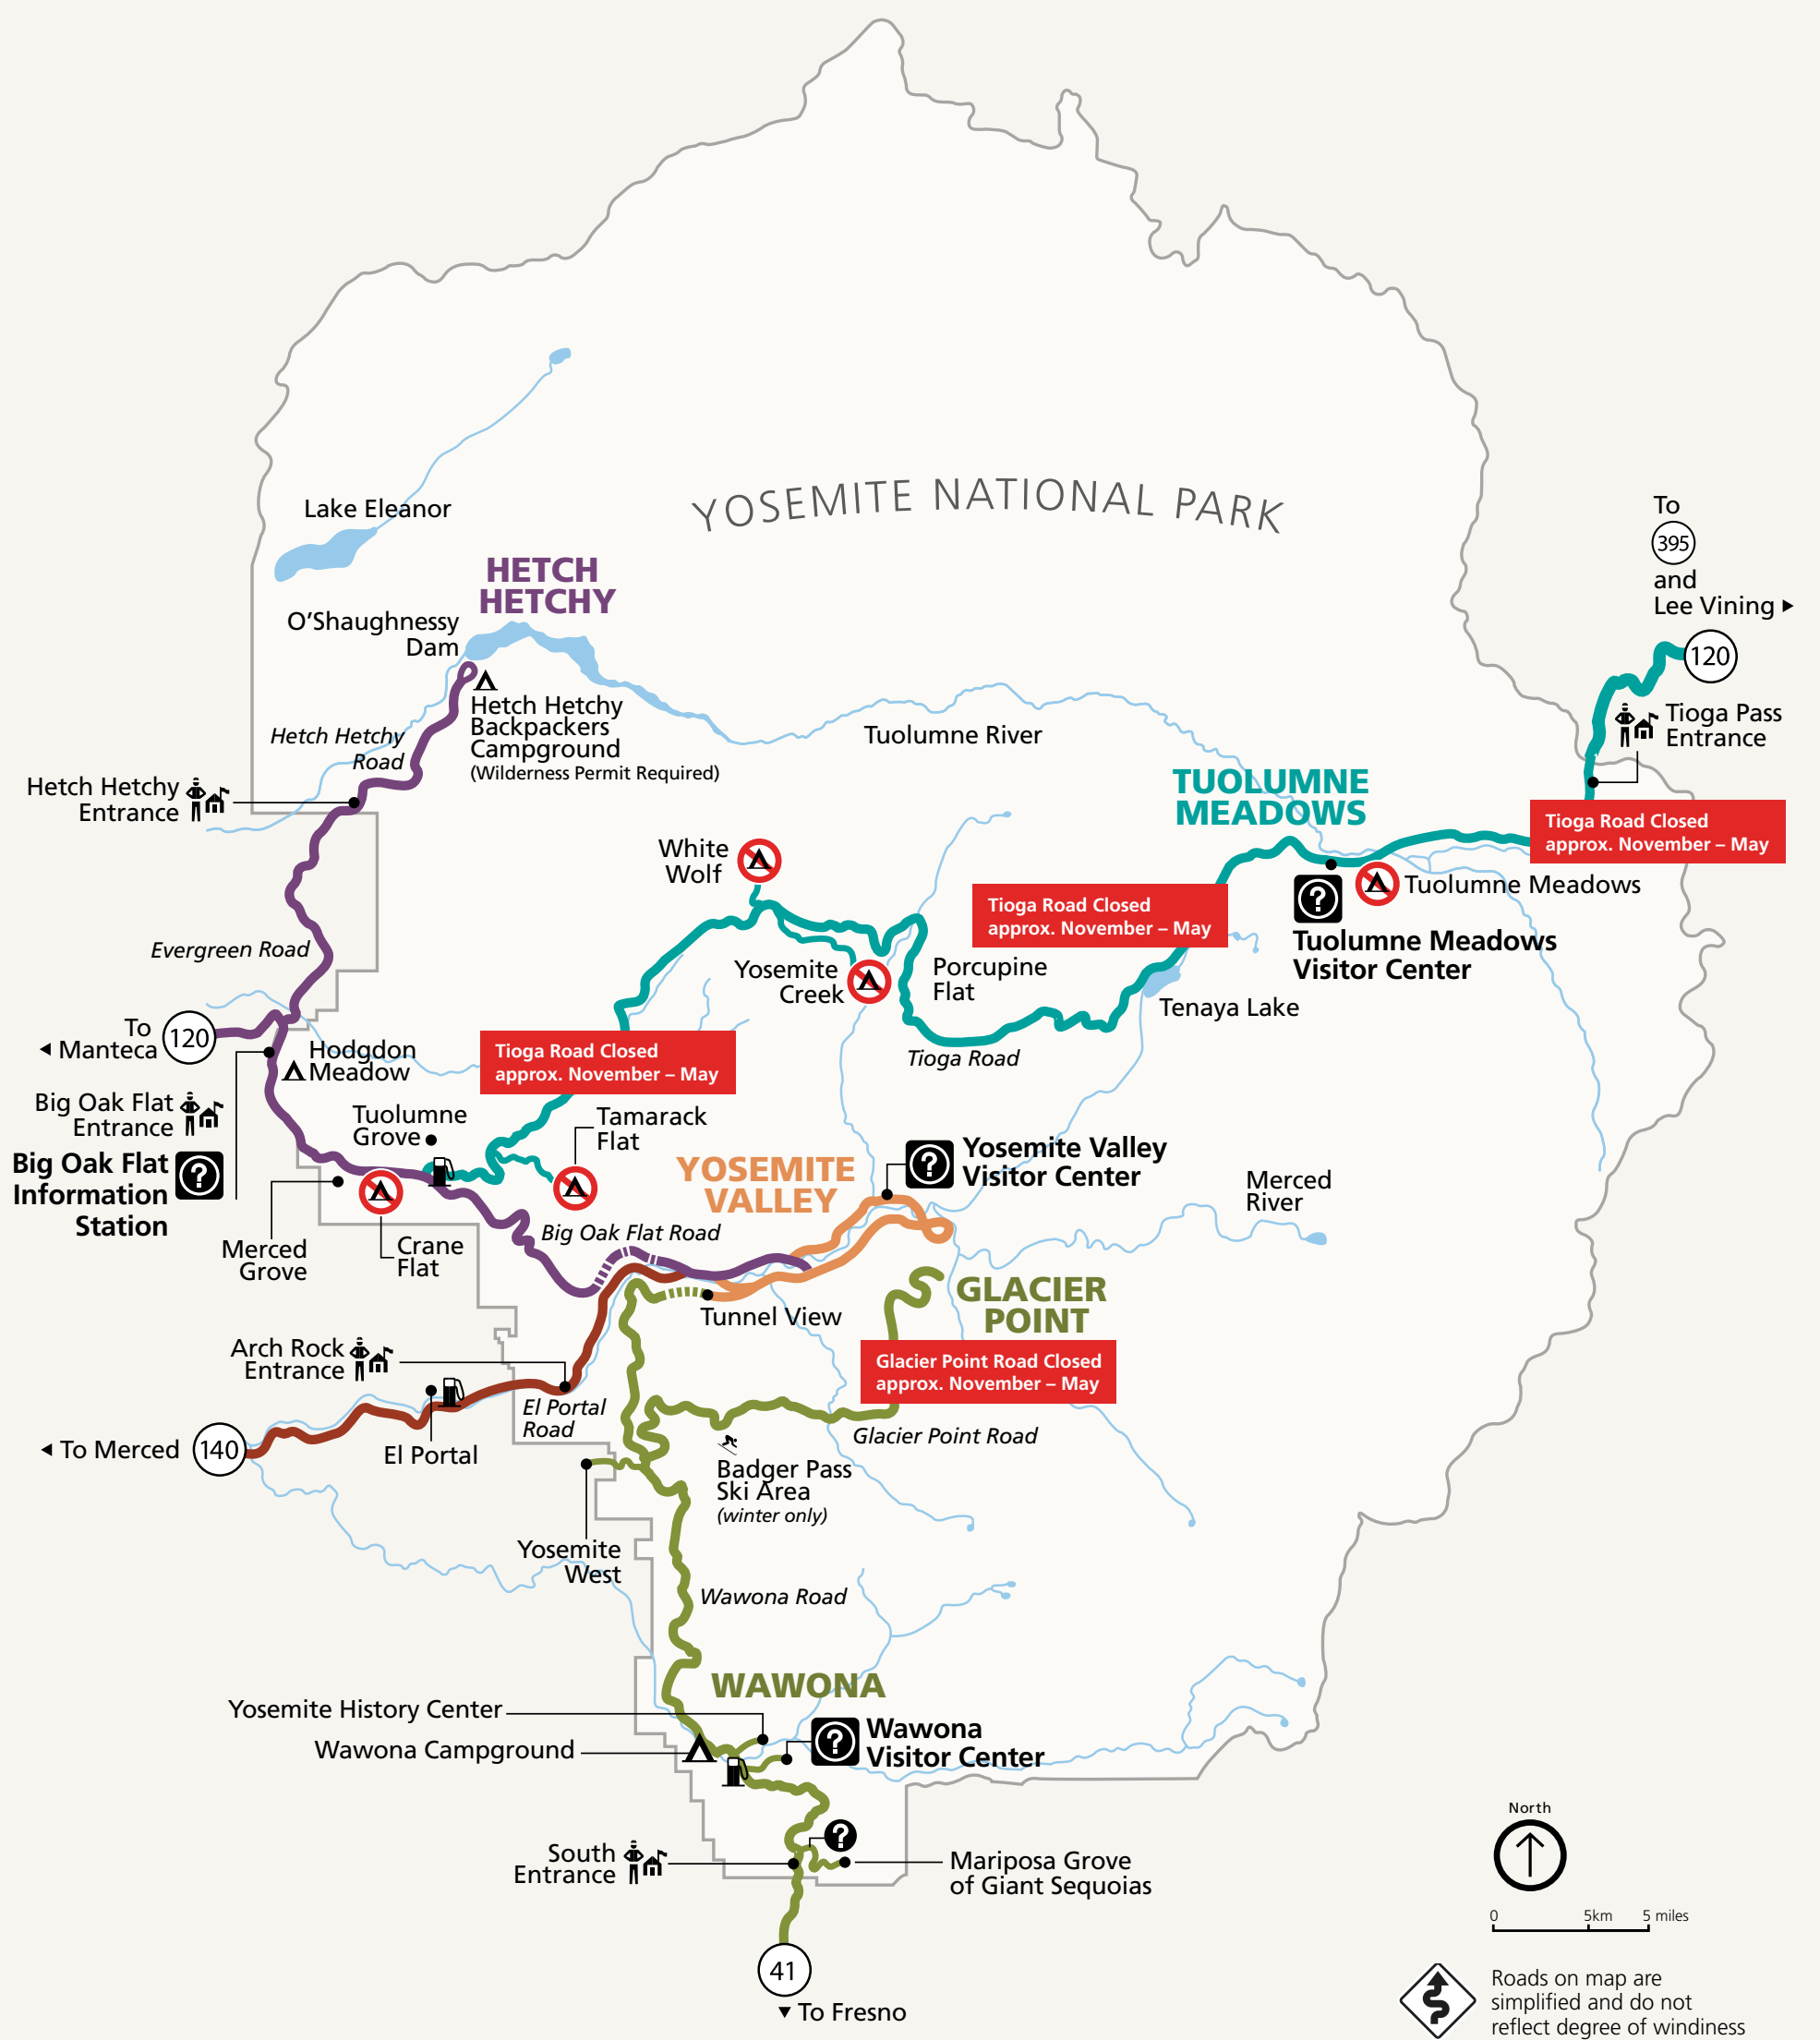 YOSEMITE NATIONAL PARK
Lake Eleanor
HETCH
HETCHY
O'Shaughnessy
Dam
Hetch Hetchy
Backpackers
Campground
(Wilderness Permit Required)
Hetch Hetchy
Road
Hetch Hetchy
Entrance
Tuolumne River
To
395
and
Lee Vining
120
Tioga Pass
Entrance
TUOLUMNE
MEADOWS
Tioga Road Closed
approx. November – May
White
Wolf
Tioga Road Closed
approx. November – May
?
Tuolumne Meadows
Tuolumne Meadows
Visitor Center
Evergreen Road
Yosemite
Creek
Porcupine
Flat
Tenaya Lake
To
Manteca
120
Hodgdon
Meadow
Tioga Road Closed
approx. November – May
Tioga Road
Big Oak Flat
Entrance
Tuolumne
Grove
Tamarack
Flat
Big Oak Flat
Information
Station
?
YOSEMITE
VALLEY
?
Yosemite Valley
Visitor Center
Merced
River
Merced
Grove
Crane
Flat
Big Oak Flat Road
Tunnel View
GLACIER
POINT
Arch Rock
Entrance
Glacier Point Road Closed
approx. November – May
El Portal
Road
Glacier Point Road
To Merced
140
El Portal
Badger Pass
Ski Area
(winter only)
Yosemite
West
Wawona Road
WAWONA
Yosemite History Center
Wawona Campground
?
Wawona
Visitor Center
?
South
Entrance
Mariposa Grove
of Giant Sequoias
41
To Fresno
North
0 5km 5 miles
Roads on map are
simplified and do not
reflect degree of windiness